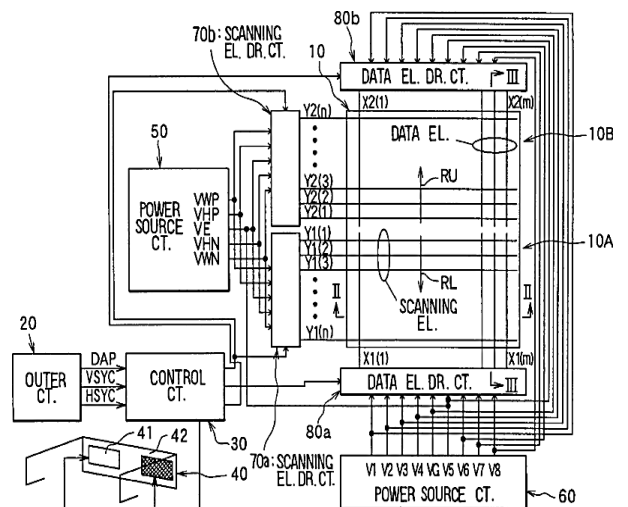 70b: SCANNING
EL. DR. CT.
80b
DATA EL. DR. CT.
III
10
X2(1)
X2(m)
Y2(n)
DATA EL.
10B
50
POWER
SOURCE
CT.
VWP
VHP
VE
VHN
VWN
RU
Y2(3)
Y2(2)
Y2(1)
Y1(1)
Y1(2)
Y1(3)
10A
RL
II
II
SCANNING
EL.
Y1(n)
20
OUTER
CT.
DAP
VSYC
HSYC
CONTROL
CT.
30
X1(1)
X1(m)
DATA EL. DR. CT.
III
80a
41
42
40
70a: SCANNING
EL. DR. CT.
V1 V2 V3 V4 VG V5 V6 V7 V8
POWER SOURCE CT.
60